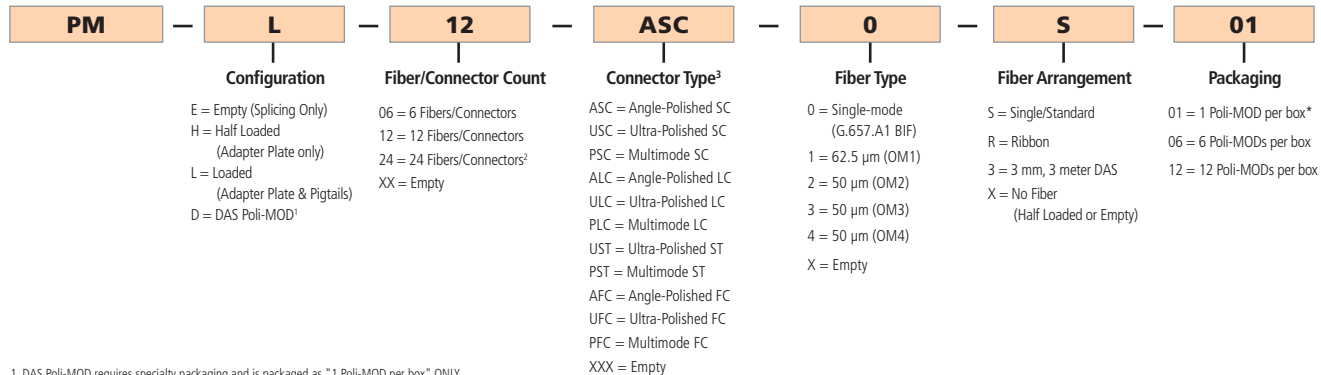 PM — L — 12 — ASC — 0 — S — 01
Configuration
E = Empty (Splicing Only)
H = Half Loaded
(Adapter Plate only)
L = Loaded
(Adapter Plate & Pigtails)
D = DAS Poli-MOD¹
Fiber/Connector Count
06 = 6 Fibers/Connectors
12 = 12 Fibers/Connectors
24 = 24 Fibers/Connectors²
XX = Empty
Connector Type³
ASC = Angle-Polished SC
USC = Ultra-Polished SC
PSC = Multimode SC
ALC = Angle-Polished LC
ULC = Ultra-Polished LC
PLC = Multimode LC
UST = Ultra-Polished ST
PST = Multimode ST
AFC = Angle-Polished FC
UFC = Ultra-Polished FC
PFC = Multimode FC
XXX = Empty
Fiber Type
0 = Single-mode
(G.657.A1 BIF)
1 = 62.5 µm (OM1)
2 = 50 µm (OM2)
3 = 50 µm (OM3)
4 = 50 µm (OM4)
X = Empty
Fiber Arrangement
S = Single/Standard
R = Ribbon
3 = 3 mm, 3 meter DAS
X = No Fiber
(Half Loaded or Empty)
Packaging
01 = 1 Poli-MOD per box*
06 = 6 Poli-MODs per box
12 = 12 Poli-MODs per box
1. DAS Poli-MOD requires specialty packaging and is packaged as "1 Poli-MOD per box" ONLY